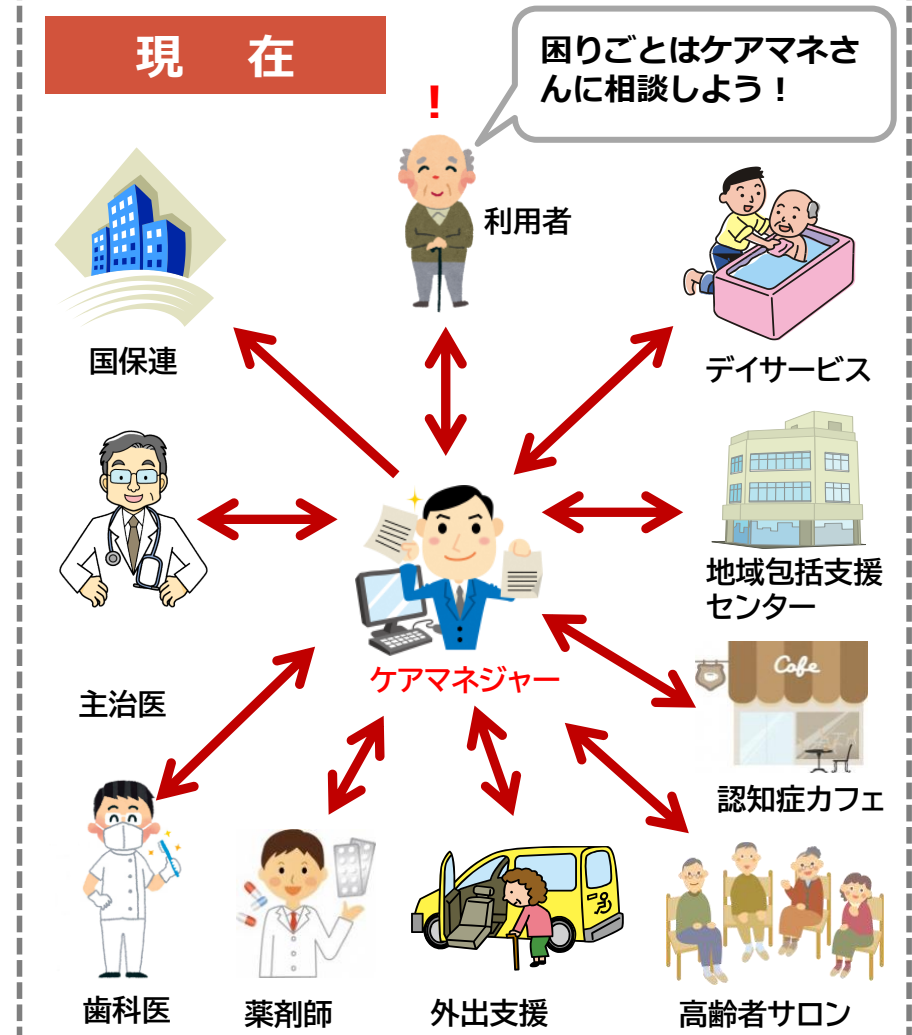 現 在
困りごとはケアマネさ
んに相談しよう！
！
利用者
国保連
デイサービス
地域包括支援
センター
ケアマネジャー
主治医
Cafe
認知症カフェ
歯科医
薬剤師
外出支援
高齢者サロン